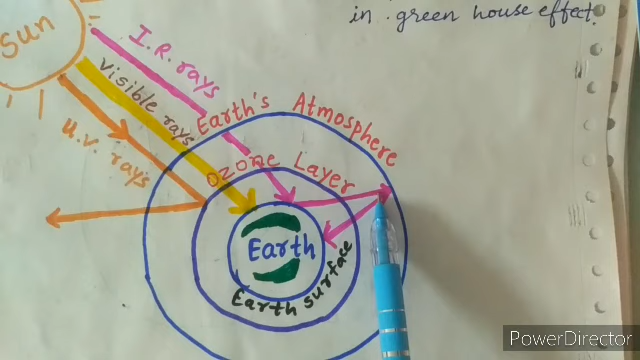 in green house effect.
Sun
I.R. rays
Visible rays
U.V. rays
Earth's Atmosphere
Ozone Layer
Earth
Earth surface
PowerDirector